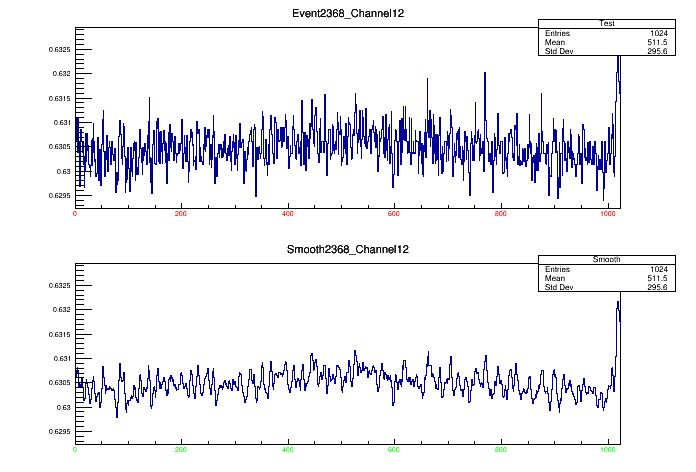 Event2368_Channel12
Test
Entries 1024
Mean 511.5
Std Dev 295.6
0.6325
0.632
0.6315
0.631
0.6305
0.63
0.6295
0 200 400 600 800 1000
Smooth2368_Channel12
Smooth
Entries 1024
Mean 511.5
Std Dev 295.6
0.6325
0.632
0.6315
0.631
0.6305
0.63
0.6295
0 200 400 600 800 1000